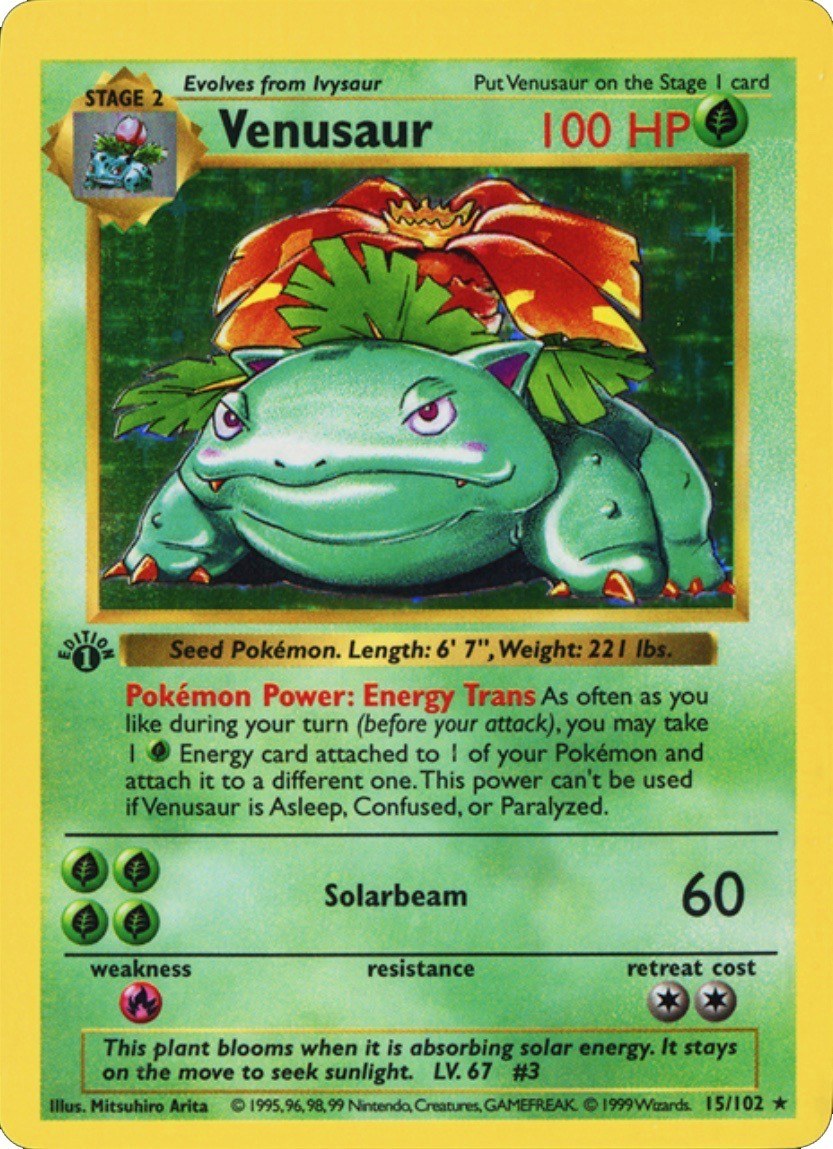 Evolves from Ivysaur Put Venusaur on the Stage 1 card
STAGE 2
Venusaur 100 HP
EDITION
1
Seed Pokémon. Length: 6' 7", Weight: 221 lbs.
Pokémon Power: Energy Trans As often as you
like during your turn (before your attack), you may take
1 Energy card attached to 1 of your Pokémon and
attach it to a different one. This power can't be used
if Venusaur is Asleep, Confused, or Paralyzed.
Solarbeam 60
weakness resistance retreat cost
This plant blooms when it is absorbing solar energy. It stays
on the move to seek sunlight. LV. 67 #3
Illus. Mitsuhiro Arita © 1995, 96, 98, 99 Nintendo, Creatures, GAMEFREAK. © 1999 Wizards. 15/102 ★